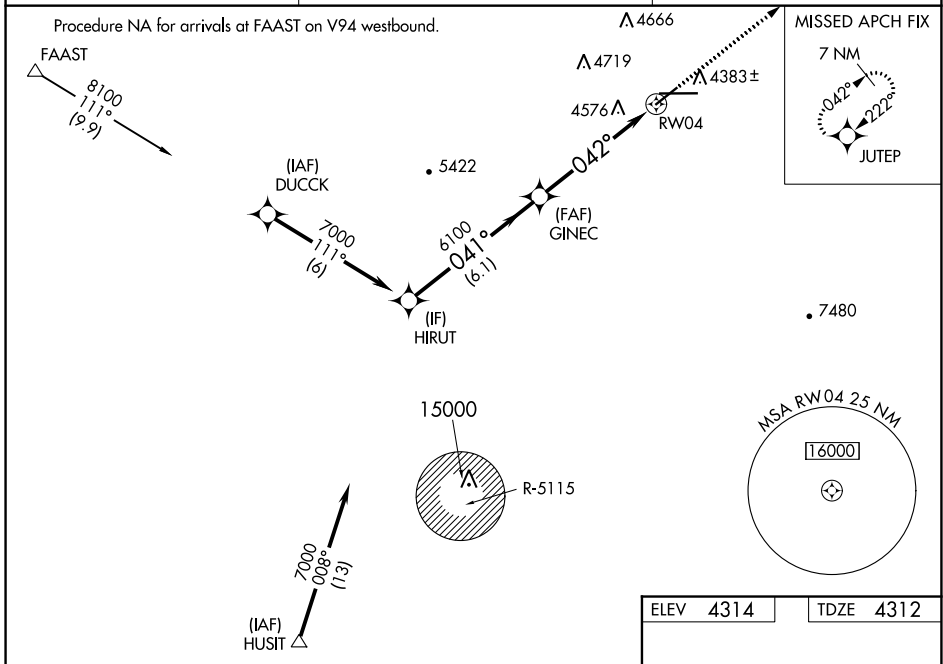 Procedure NA for arrivals at FAAST on V94 westbound.
4666
MISSED APCH FIX
FAAST
4719
7 NM
8100
111°
(9.9)
4383±
4576
042°
222°
RW04
JUTEP
042°
(IAF)
DUCCK
5422
(FAF)
GINEC
7000
111°
(6)
6100
041°
(6.1)
(IF)
HIRUT
7480
15000
MSA RW04 25 NM
16000
R-5115
7000
008°
(13)
(IAF)
HUSIT
ELEV 4314
TDZE 4312